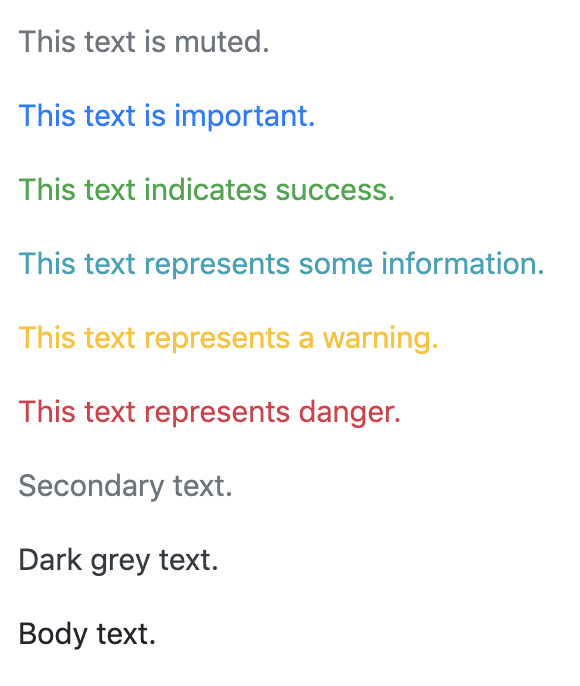 This text is muted.
This text is important.
This text indicates success.
This text represents some information.
This text represents a warning.
This text represents danger.
Secondary text.
Dark grey text.
Body text.